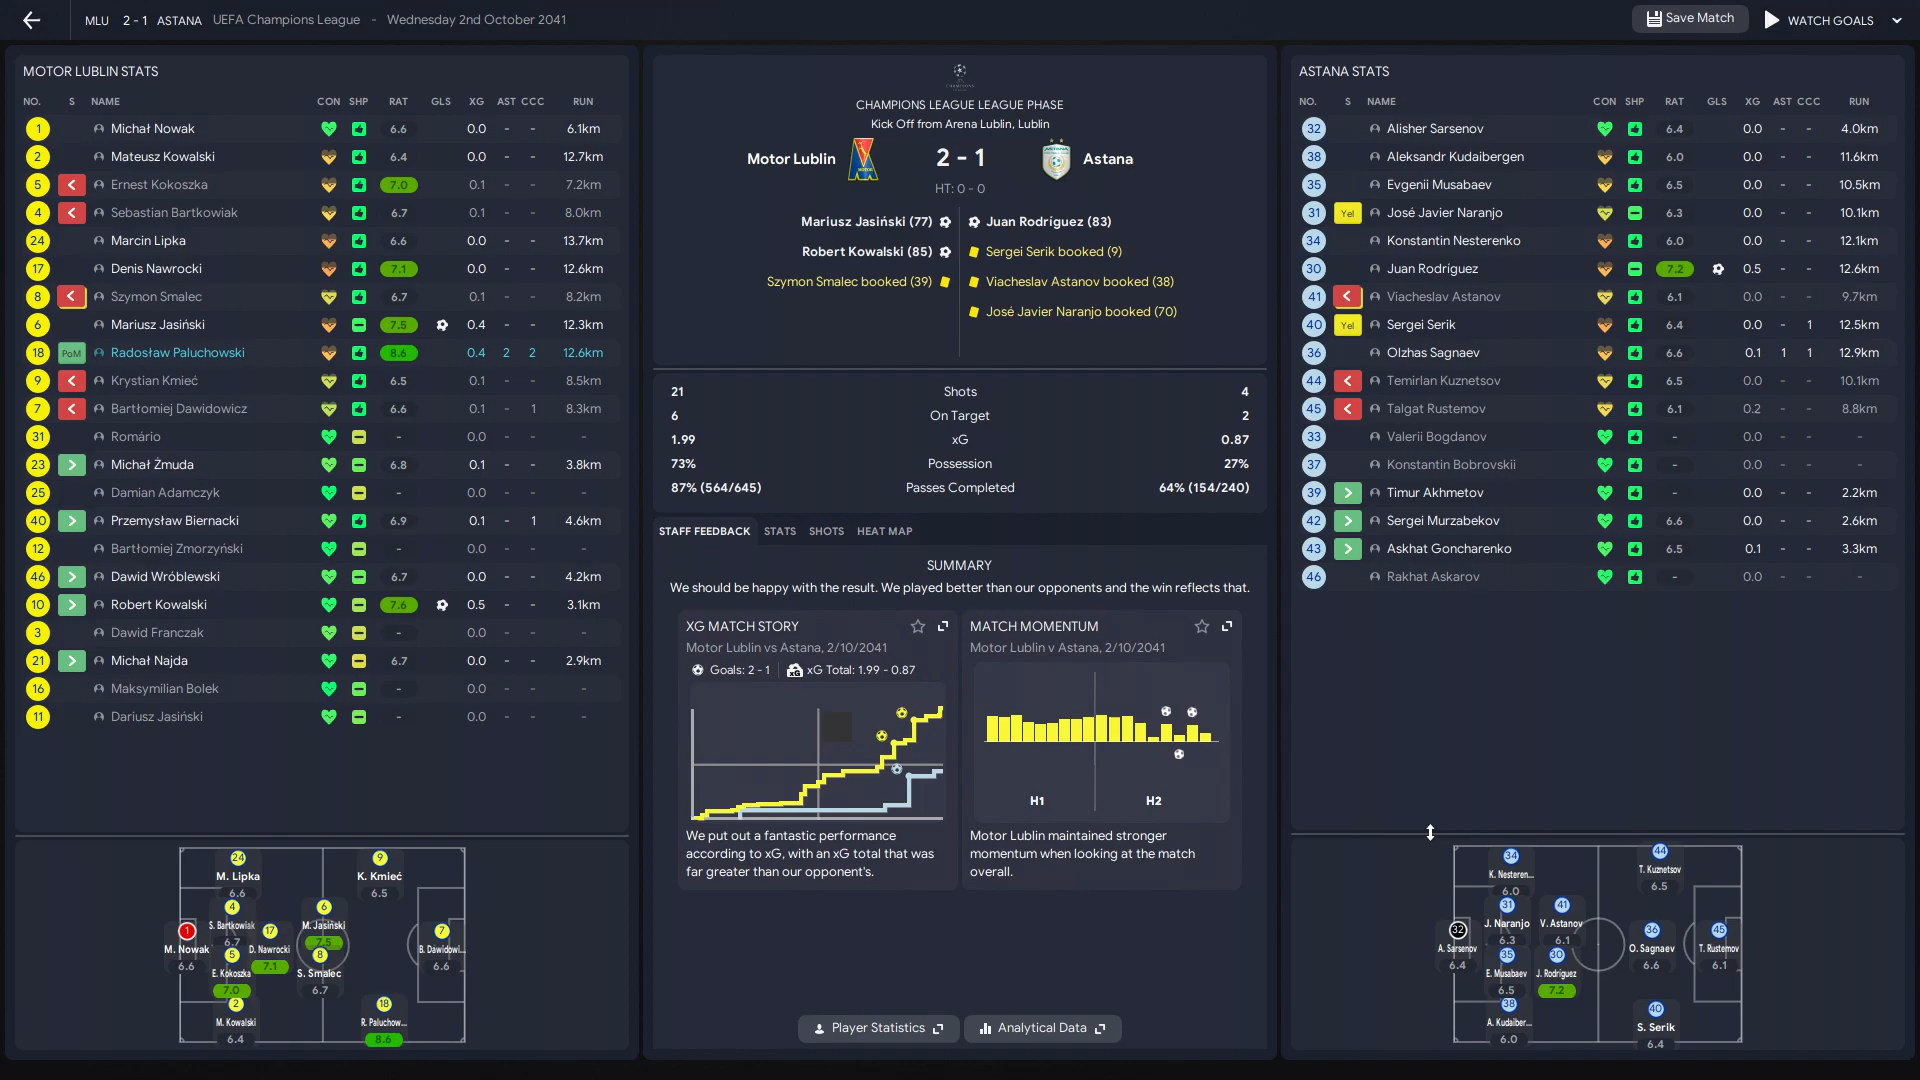 MLU 2 - 1 ASTANA UEFA Champions League - Wednesday 2nd October 2041
Save Match
WATCH GOALS
MOTOR LUBLIN STATS
NO. S NAME CON SHP RAT GLS XG AST CCC RUN
1 Michał Nowak 6.6 0.0 - - 6.1km
2 Mateusz Kowalski 6.4 0.0 - - 12.7km
5 Ernest Kokoszka 7.0 0.1 - - 7.2km
4 Sebastian Bartkowiak 6.7 0.1 - - 8.0km
24 Marcin Lipka 6.6 0.0 - - 13.7km
17 Denis Nawrocki 7.1 0.0 - - 12.6km
8 Szymon Smalec 6.7 0.1 - - 8.2km
6 Mariusz Jasiński 7.5 0.4 - - 12.3km
18 PoM Radosław Paluchowski 8.6 0.4 2 2 12.6km
9 Krystian Kmieć 6.5 0.1 - - 8.5km
7 Bartłomiej Dawidowicz 6.6 0.1 - 1 8.3km
31 Romário - 0.0 - - -
23 Michał Żmuda 6.8 0.1 - - 3.8km
25 Damian Adamczyk - 0.0 - - -
40 Przemysław Biernacki 6.9 0.1 - 1 4.6km
12 Bartłomiej Zmorzyński - 0.0 - - -
46 Dawid Wróblewski 6.7 0.0 - - 4.2km
10 Robert Kowalski 7.6 0.5 - - 3.1km
3 Dawid Franczak - 0.0 - - -
21 Michał Najda 6.7 0.0 - - 2.9km
16 Maksymilian Bolek - 0.0 - - -
11 Dariusz Jasiński - 0.0 - - -
24
M. Lipka
6.6
9
K. Kmieć
6.5
4
S. Bartkowiak
6.7
6
M. Jasiński
7.5
1
M. Nowak
6.6
17
D. Nawrocki
7.1
7
B. Dawidowi...
6.6
5
E. Kokoszka
7.0
8
S. Smalec
6.7
2
M. Kowalski
6.4
18
R. Paluchow...
8.6
CHAMPIONS LEAGUE LEAGUE PHASE
Kick Off from Arena Lublin, Lublin
Motor Lublin 2 - 1 Astana
HT: 0 - 0
Mariusz Jasiński (77) Juan Rodríguez (83)
Robert Kowalski (85) Sergei Serik booked (9)
Szymon Smalec booked (39) Viacheslav Astanov booked (38)
José Javier Naranjo booked (70)
21 Shots 4
6 On Target 2
1.99 xG 0.87
73% Possession 27%
87% (564/645) Passes Completed 64% (154/240)
STAFF FEEDBACK STATS SHOTS HEAT MAP
SUMMARY
We should be happy with the result. We played better than our opponents and the win reflects that.
XG MATCH STORY
Motor Lublin vs Astana, 2/10/2041
Goals: 2 - 1 xG xG Total: 1.99 - 0.87
We put out a fantastic performance
according to xG, with an xG total that was
far greater than our opponent's.
MATCH MOMENTUM
Motor Lublin v Astana, 2/10/2041
H1 H2
Motor Lublin maintained stronger
momentum when looking at the match
overall.
Player Statistics
Analytical Data
ASTANA STATS
NO. S NAME CON SHP RAT GLS XG AST CCC RUN
32 Alisher Sarsenov 6.4 0.0 - - 4.0km
38 Aleksandr Kudaibergen 6.0 0.0 - - 11.6km
35 Evgenii Musabaev 6.5 0.0 - - 10.5km
31 Yel José Javier Naranjo 6.3 0.0 - - 10.1km
34 Konstantin Nesterenko 6.0 0.0 - - 12.1km
30 Juan Rodríguez 7.2 0.5 - - 12.6km
41 Viacheslav Astanov 6.1 0.0 - - 9.7km
40 Yel Sergei Serik 6.4 0.0 - 1 12.5km
36 Olzhas Sagnaev 6.6 0.1 1 1 12.9km
44 Temirlan Kuznetsov 6.5 0.0 - - 10.1km
45 Talgat Rustemov 6.1 0.2 - - 8.8km
33 Valerii Bogdanov - 0.0 - - -
37 Konstantin Bobrovskii - 0.0 - - -
39 Timur Akhmetov - 0.0 - - 2.2km
42 Sergei Murzabekov 6.6 0.0 - - 2.6km
43 Askhat Goncharenko 6.5 0.1 - - 3.3km
46 Rakhat Askarov - 0.0 - - -
34
K. Nesteren...
6.0
44
T. Kuznetsov
6.5
31
J. Naranjo
6.3
41
V. Astanov
6.1
32
A. Sarsenov
6.4
36
O. Sagnaev
6.6
45
T. Rustemov
6.1
35
E. Musabaev
6.5
30
J. Rodríguez
7.2
38
A. Kudaiber...
6.0
40
S. Serik
6.4